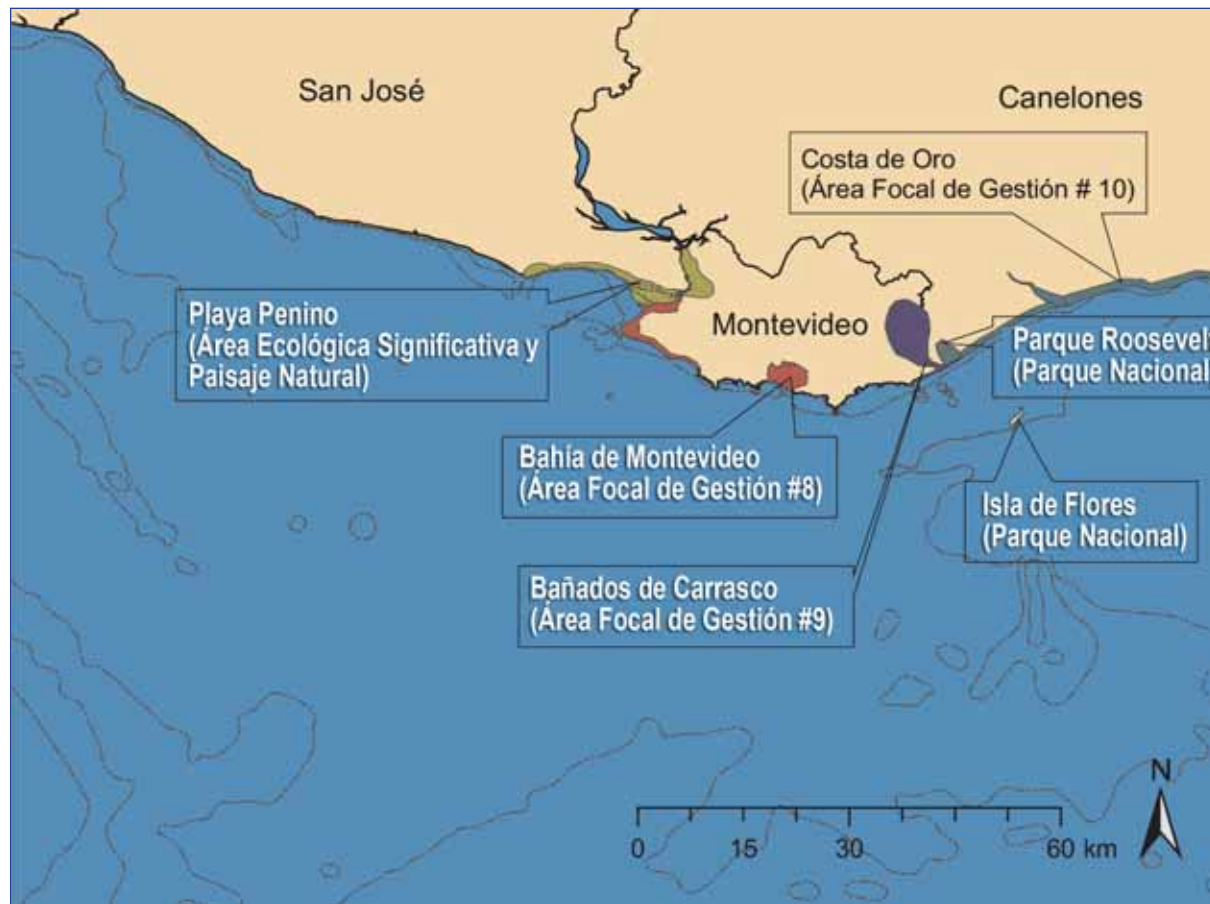 San José
Canelones
Costa de Oro
(Área Focal de Gestión # 10)
Playa Penino
(Área Ecológica Significativa y
Paisaje Natural)
Montevideo
Parque Roosevelt
(Parque Nacional
Bahía de Montevideo
(Área Focal de Gestión #8)
Isla de Flores
(Parque Nacional)
Bañados de Carrasco
(Área Focal de Gestión #9)
N
0 15 30 60 km